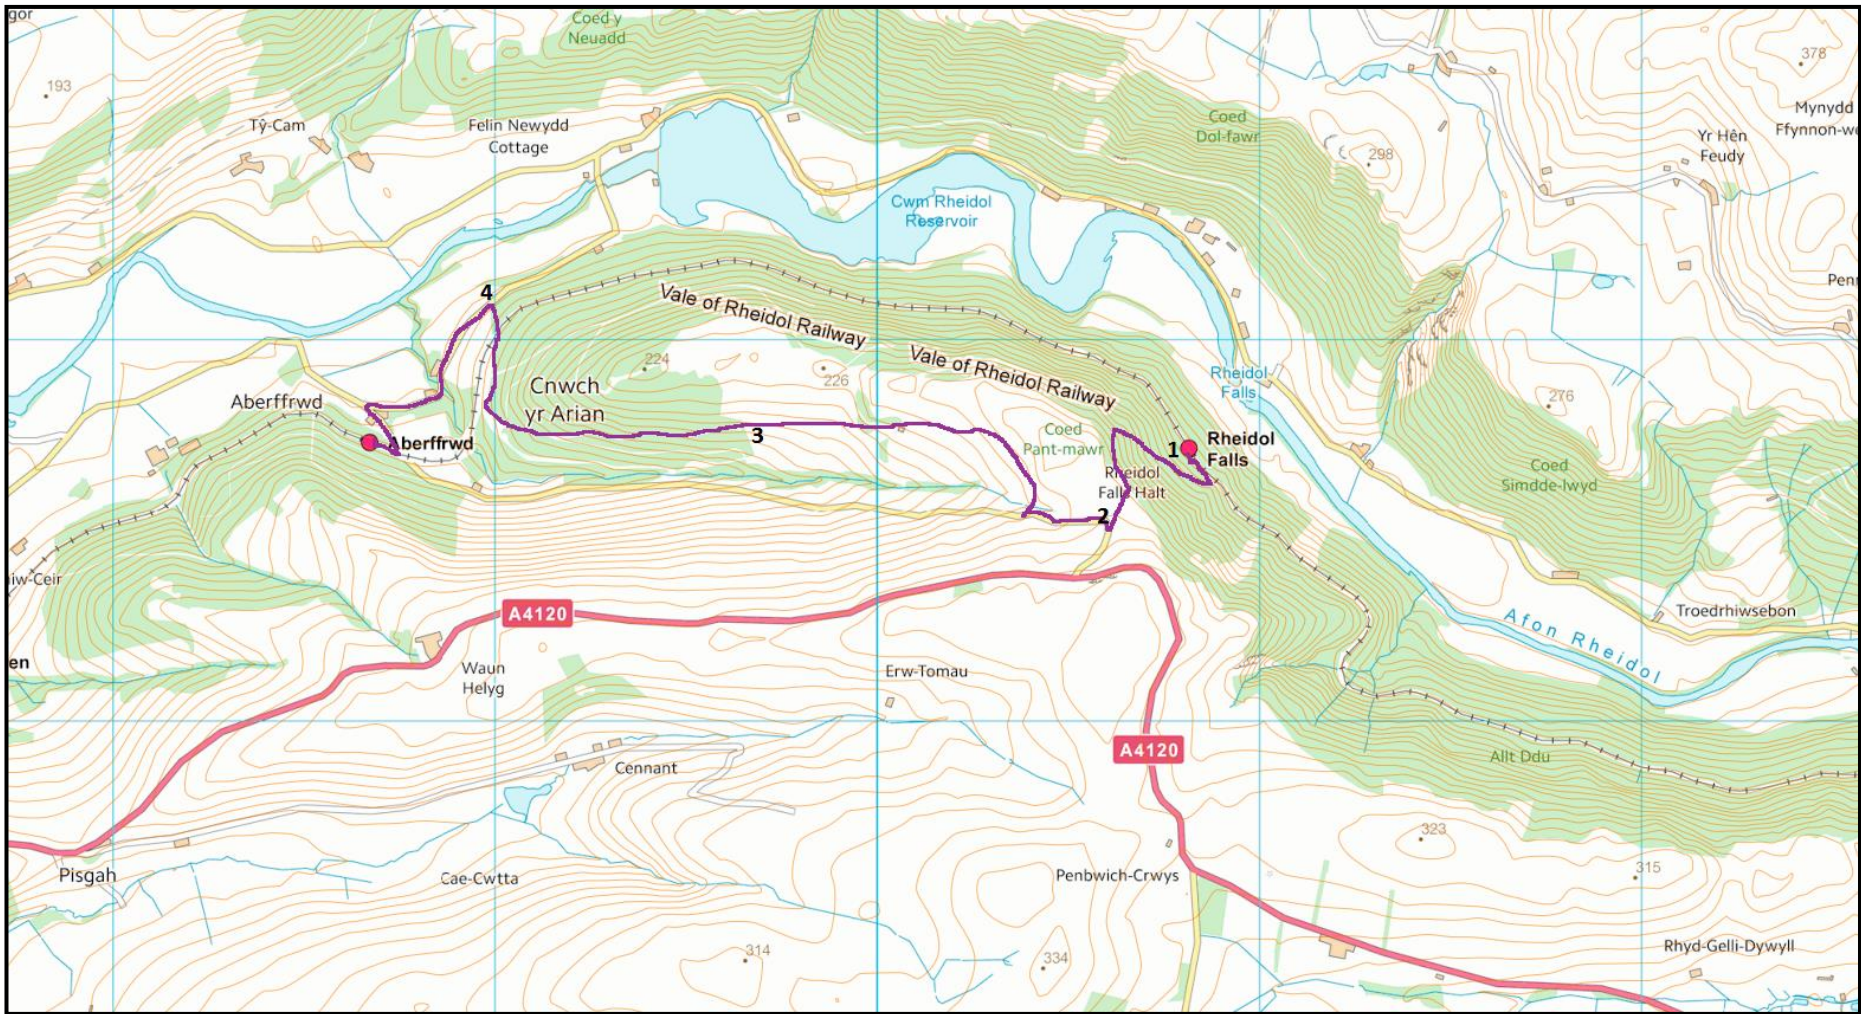 gor
Coed y
Neuadd
378
193
Mynydd
Coed
Dol-fawr
Tŷ-Cam
Felin Newydd
Cottage
Yr Hên
Feudy
298
Cwm Rheidol
Reservoir
4
Vale of Rheidol Railway
Penn
224
226
Vale of Rheidol Railway
Rheidol
Falls
Cnwch
yr Arian
Aberffrwd
276
Aberffrwd
3
Coed
Pant-mawr
1
Rheidol
Falls
Rheidol
Falls Halt
Coed
Simdde-lwyd
2
iw-Ceir
A4120
Troedrhiwsebon
Afon Rheidol
en
Waun
Helyg
Erw-Tomau
A4120
Allt Ddu
Cennant
323
315
Pisgah
Cae-Cwtta
Penbwich-Crwys
314
334
Rhyd-Gelli-Dywyll